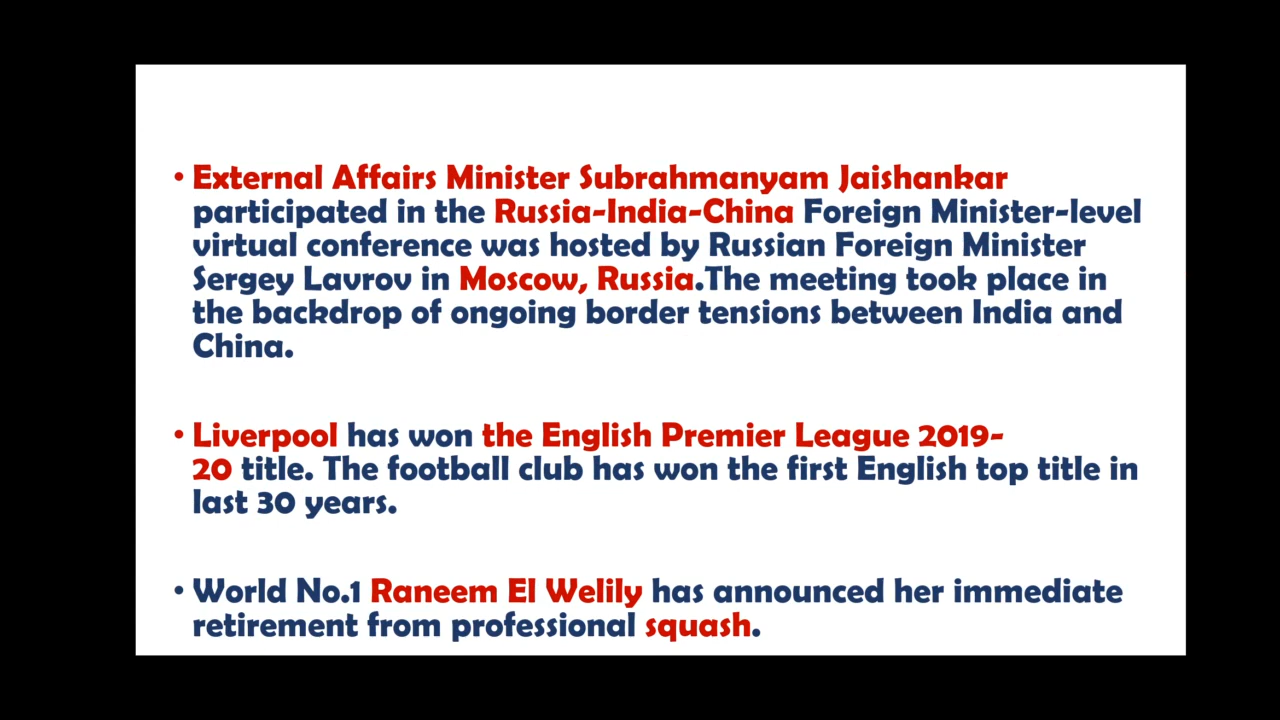 • External Affairs Minister Subrahmanyam Jaishankar
participated in the Russia-India-China Foreign Minister-level
virtual conference was hosted by Russian Foreign Minister
Sergey Lavrov in Moscow, Russia.The meeting took place in
the backdrop of ongoing border tensions between India and
China.
• Liverpool has won the English Premier League 2019-
20 title. The football club has won the first English top title in
last 30 years.
• World No.1 Raneem El Welily has announced her immediate
retirement from professional squash.